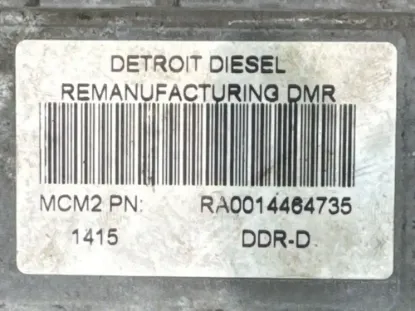 DETROIT DIESEL
REMANUFACTURING DMR
MCM2 PN: RA0014464735
1415 DDR-D